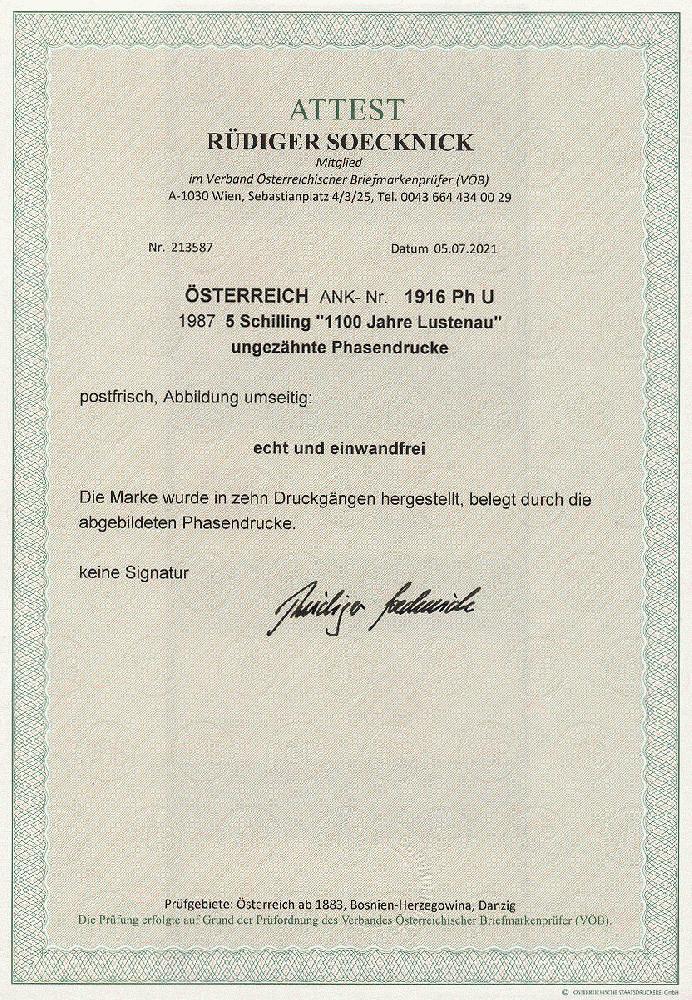 ATTEST
RÜDIGER SOECKNICK
Mitglied
im Verband Österreichischer Briefmarkenprüfer (VÖB)
A-1030 Wien, Sebastianplatz 4/3/25, Tel. 0043 664 434 00 29
Nr. 213587 Datum 05.07.2021
ÖSTERREICH ANK- Nr. 1916 Ph U
1987 5 Schilling "1100 Jahre Lustenau"
ungezähnte Phasendrucke
postfrisch, Abbildung umseitig:
echt und einwandfrei
Die Marke wurde in zehn Druckgängen hergestellt, belegt durch die
abgebildeten Phasendrucke.
keine Signatur
Rüdiger Soecknick
Prüfgebiete: Österreich ab 1883, Bosnien-Herzegowina, Danzig
Die Prüfung erfolgte auf Grund der Prüfordnung des Verbandes Österreichischer Briefmarkenprüfer (VÖB).
© ÖSTERREICHISCHE STAATSDRUCKEREI GmbH